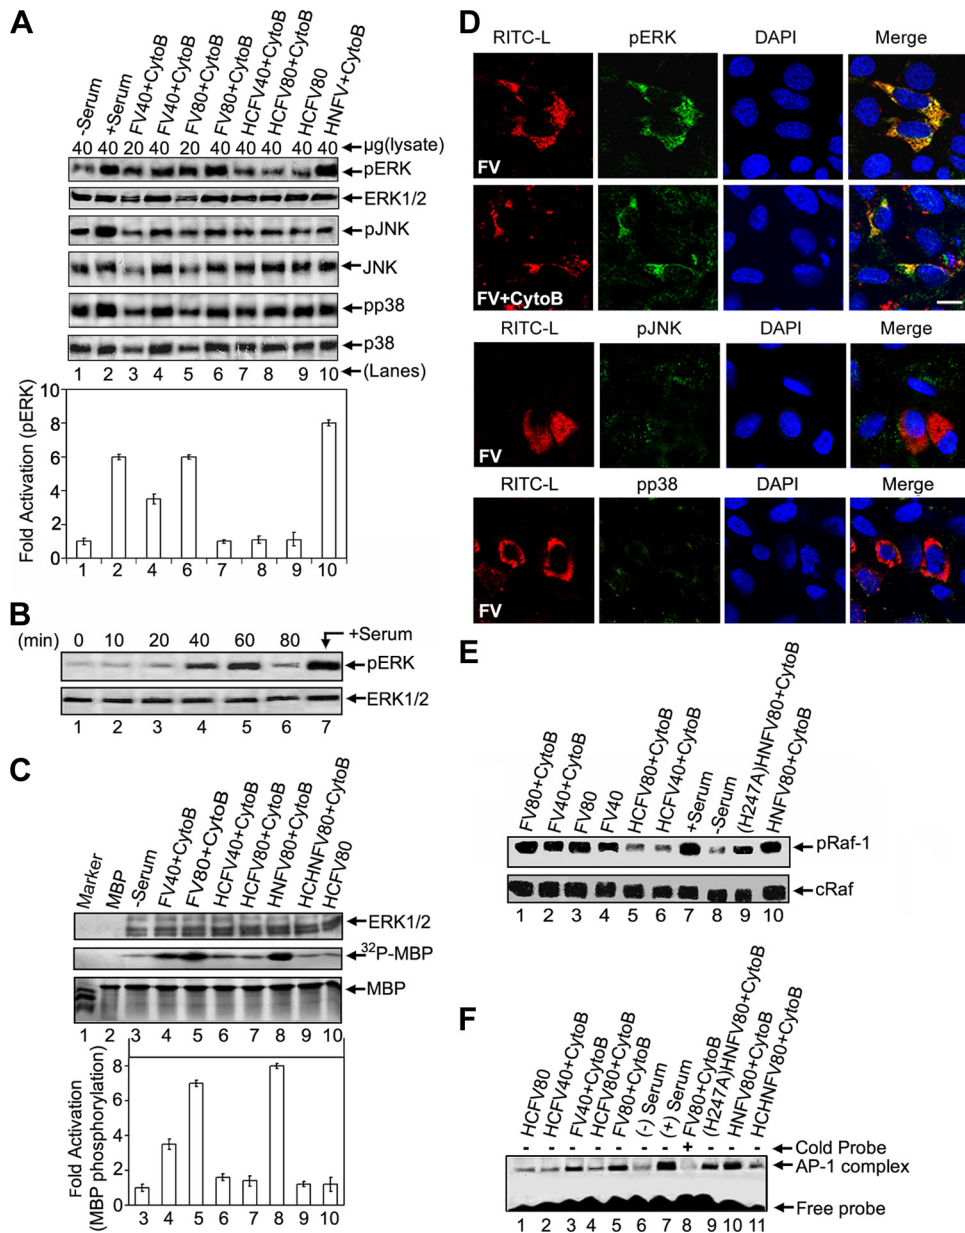 A
-Serum
+Serum
FV40+CytoB
FV40+CytoB
FV80+CytoB
FV80+CytoB
HCFV40+CytoB
HCFV80+CytoB
HCFV80
HNFV+CytoB
40 40 20 40 20 40 40 40 40 40 µg(lysate)
pERK
ERK1/2
pJNK
JNK
pp38
p38
1 2 3 4 5 6 7 8 9 10 (Lanes)
Fold Activation (pERK)
10
8
6
4
2
0
1 2 4 6 7 8 9 10
B
(min) 0 10 20 40 60 80 +Serum
pERK
ERK1/2
1 2 3 4 5 6 7
C
Marker
MBP
-Serum
FV40+CytoB
FV80+CytoB
HCFV40+CytoB
HCFV80+CytoB
HNFV80+CytoB
HCHNFV80+CytoB
HCFV80
ERK1/2
32P-MBP
MBP
1 2 3 4 5 6 7 8 9 10
Fold Activation
(MBP phosphorylation)
8
6
4
2
0
3 4 5 6 7 8 9 10
D
RITC-L pERK DAPI Merge
FV
FV+CytoB
RITC-L pJNK DAPI Merge
FV
RITC-L pp38 DAPI Merge
FV
E
FV80+CytoB
FV40+CytoB
FV80
FV40
HCFV80+CytoB
HCFV40+CytoB
+Serum
-Serum
(H247A)HNFV80+CytoB
HNFV80+CytoB
pRaf-1
cRaf
1 2 3 4 5 6 7 8 9 10
F
HCFV80
HCFV40+CytoB
FV40+CytoB
HCFV80+CytoB
FV80+CytoB
(-) Serum
(+) Serum
FV80+CytoB
(H247A)HNFV80+CytoB
HNFV80+CytoB
HCHNFV80+CytoB
- - - - - - - + - - - Cold Probe
AP-1 complex
Free probe
1 2 3 4 5 6 7 8 9 10 11